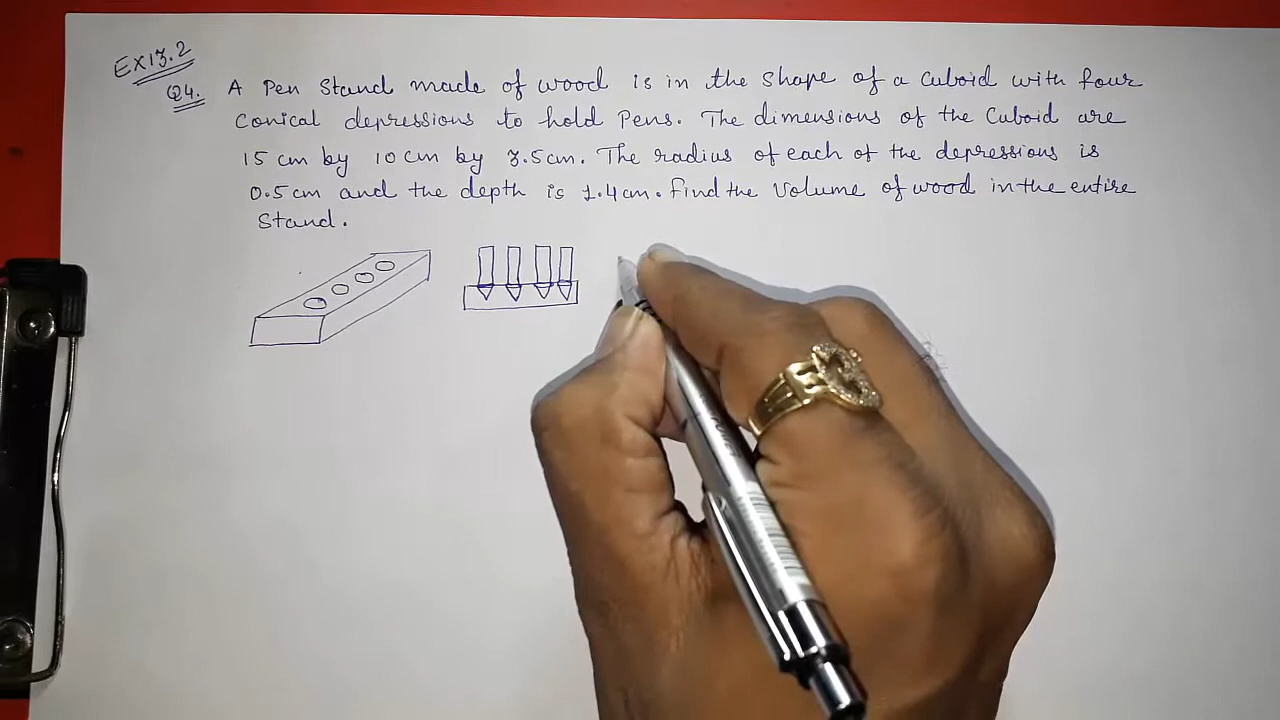 Ex 13.2
Q4. A Pen Stand made of wood is in the shape of a Cuboid with four
Conical depressions to hold Pens. The dimensions of the Cuboid are
15 cm by 10 cm by 3.5cm. The radius of each of the depressions is
0.5 cm and the depth is 1.4 cm. Find the Volume of wood in the entire
Stand.